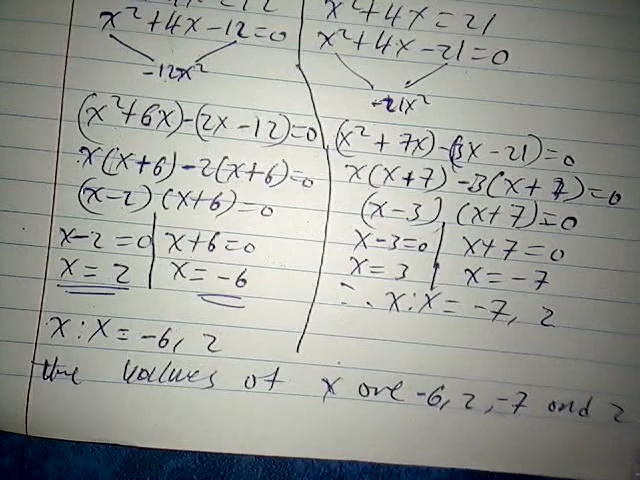 x² + 4x - 12 = 0
-12x²
(x² + 6x) - (2x - 12) = 0
x(x + 6) - 2(x + 6) = 0
(x - 2) (x + 6) = 0
x - 2 = 0 | x + 6 = 0
x = 2 | x = -6
x : x = -6, 2
x² + 4x = 21
x² + 4x - 21 = 0
-21x²
(x² + 7x) - (3x - 21) = 0
x(x + 7) - 3(x + 7) = 0
(x - 3) (x + 7) = 0
x - 3 = 0 | x + 7 = 0
x = 3 | x = -7
∴ x : x = -7, 2
the values of x are -6, 2, -7 and 2